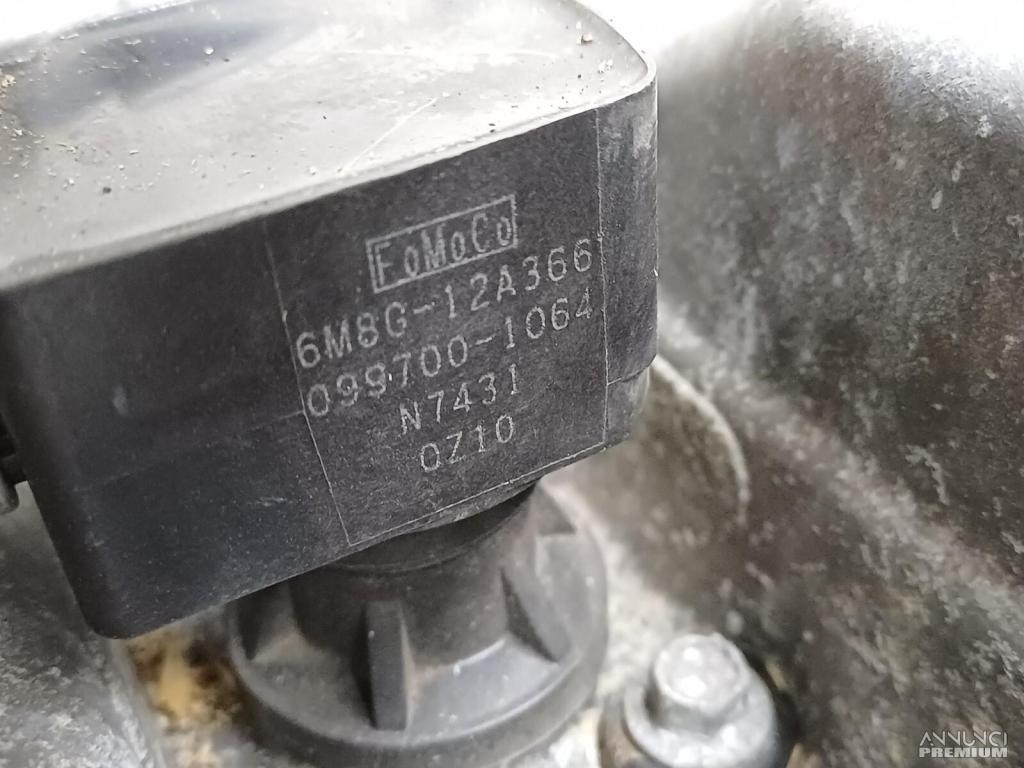 FoMoCo
6M8G-12A366
099700-1064
N7431
0Z10
ANNUNCI
PREMIUM